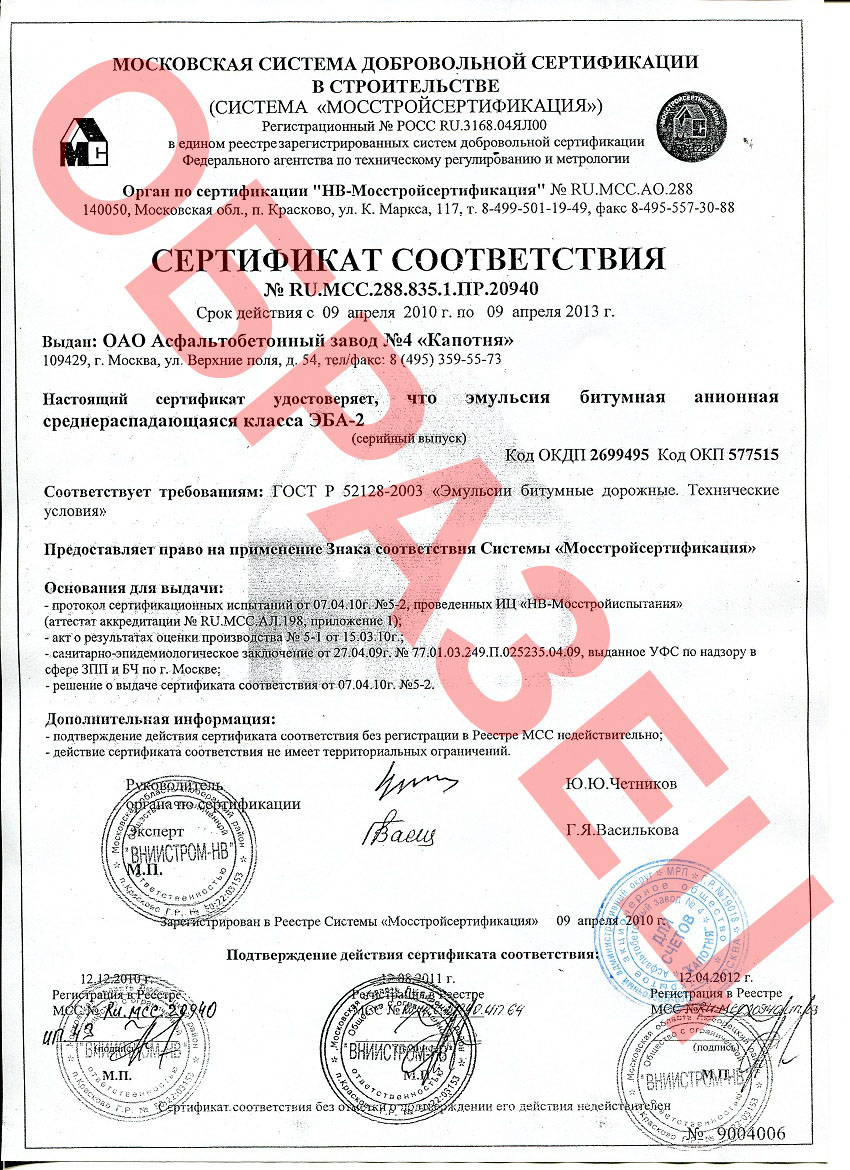 МОСКОВСКАЯ СИСТЕМА ДОБРОВОЛЬНОЙ СЕРТИФИКАЦИИ
В СТРОИТЕЛЬСТВЕ
(СИСТЕМА «МОССТРОЙСЕРТИФИКАЦИЯ»)
Регистрационный № РОСС RU.3168.04ЯЛ00
в едином реестре зарегистрированных систем добровольной сертификации
Федерального агентства по техническому регулированию и метрологии
МС
Орган по сертификации "НВ-Мосстройсертификация" № RU.МСС.АО.288
140050, Московская обл., п. Красково, ул. К. Маркса, 117, т. 8-499-501-19-49, факс 8-495-557-30-88
СЕРТИФИКАТ СООТВЕТСТВИЯ
№ RU.МСС.288.835.1.ПР.20940
Срок действия с 09 апреля 2010 г. по 09 апреля 2013 г.
Выдан: ОАО Асфальтобетонный завод №4 «Капотня»
109429, г. Москва, ул. Верхние поля, д. 54, тел/факс: 8 (495) 359-55-73
Настоящий сертификат удостоверяет, что эмульсия битумная анионная
среднераспадающаяся класса ЭБА-2
(серийный выпуск)
Код ОКДП 2699495 Код ОКП 577515
Соответствует требованиям: ГОСТ Р 52128-2003 «Эмульсии битумные дорожные. Технические
условия»
Предоставляет право на применение Знака соответствия Системы «Мосстройсертификация»
Основания для выдачи:
- протокол сертификационных испытаний от 07.04.10г. №5-2, проведенных ИЦ «НВ-Мосстройиспытания»
(аттестат аккредитации № RU.МСС.АЛ.198, приложение 1);
- акт о результатах оценки производства № 5-1 от 15.03.10г.;
- санитарно-эпидемиологическое заключение от 27.04.09г. № 77.01.03.249.П.025235.04.09, выданное УФС по надзору в
сфере ЗПП и БЧ по г. Москве;
- решение о выдаче сертификата соответствия от 07.04.10г. №5-2.
Дополнительная информация:
- подтверждение действия сертификата соответствия без регистрации в Реестре МСС недействительно;
- действие сертификата соответствия не имеет территориальных ограничений.
Руководитель
органа по сертификации
Ю.Ю.Четников
Эксперт
Г.Я.Василькова
"ВНИИСТРОМ-НВ"
М.П.
Зарегистрирован в Реестре Системы «Мосстройсертификация» 09 апреля 2010 г.
ДЛЯ
СЧЕТОВ
"КАПОТНЯ"
Подтверждение действия сертификата соответствия:
12.12.2010 г. 12.08.2011 г. 12.04.2012 г.
Регистрация в Реестре Регистрация в Реестре Регистрация в Реестре
МСС № RU.МСС 20940 МСС № МСС №
(подпись) (подпись)
"ВНИИСТРОМ-НВ" "ВНИИСТРОМ-НВ" "ВНИИСТРОМ-НВ"
М.П. М.П. М.П.
Сертификат соответствия без отметки о подтверждении его действия недействителен
№ 9004006
ОБРАЗЕЦ